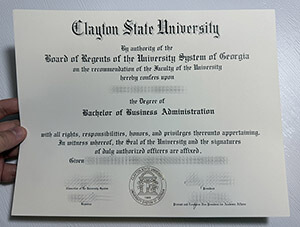 Clayton State University
By authority of the
Board of Regents of the University System of Georgia
on the recommendation of the Faculty of the University
hereby confers upon
the Degree of
Bachelor of Business Administration
with all rights, responsibilities, honors, and privileges thereunto appertaining.
In witness whereof, the Seal of the University and the signatures
of duly authorized officers are affixed.
Given
President